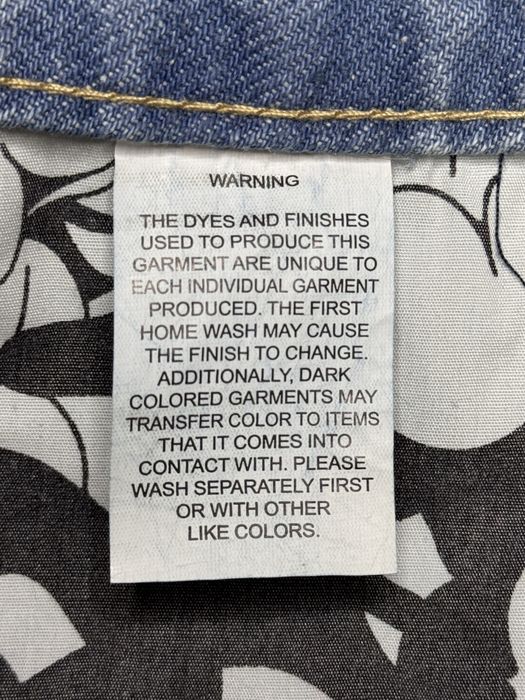 WARNING
THE DYES AND FINISHES
USED TO PRODUCE THIS
GARMENT ARE UNIQUE TO
EACH INDIVIDUAL GARMENT
PRODUCED. THE FIRST
HOME WASH MAY CAUSE
THE FINISH TO CHANGE.
ADDITIONALLY, DARK
COLORED GARMENTS MAY
TRANSFER COLOR TO ITEMS
THAT IT COMES INTO
CONTACT WITH. PLEASE
WASH SEPARATELY FIRST
OR WITH OTHER
LIKE COLORS.